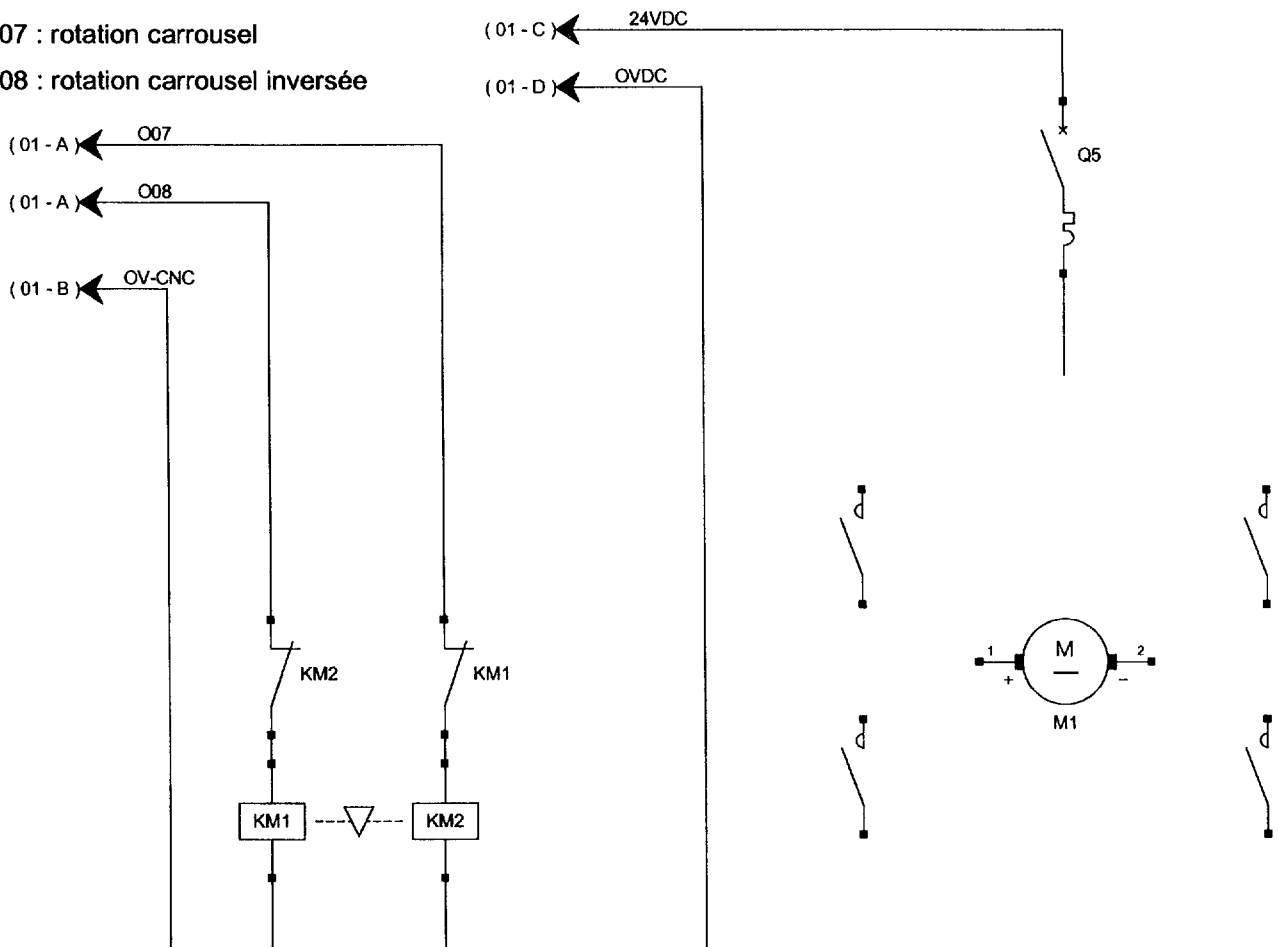 07 : rotation carrousel
08 : rotation carrousel inversée
( 01 - C )
24VDC
( 01 - D )
OVDC
( 01 - A )
O07
( 01 - A )
O08
( 01 - B )
OV-CNC
Q5
KM2
KM1
1
M
2
+
–
M1
KM1
KM2